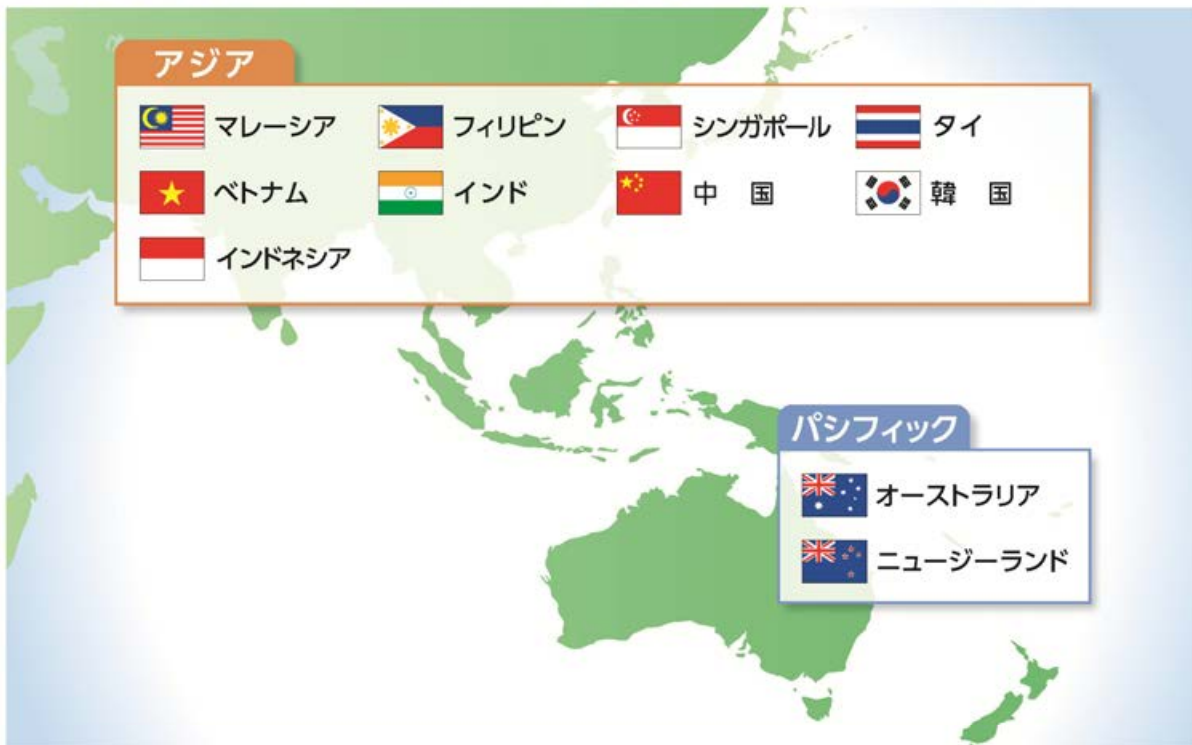 アジア
マレーシア フィリピン シンガポール タイ
ベトナム インド 中 国 韓 国
インドネシア
パシフィック
オーストラリア
ニュージーランド